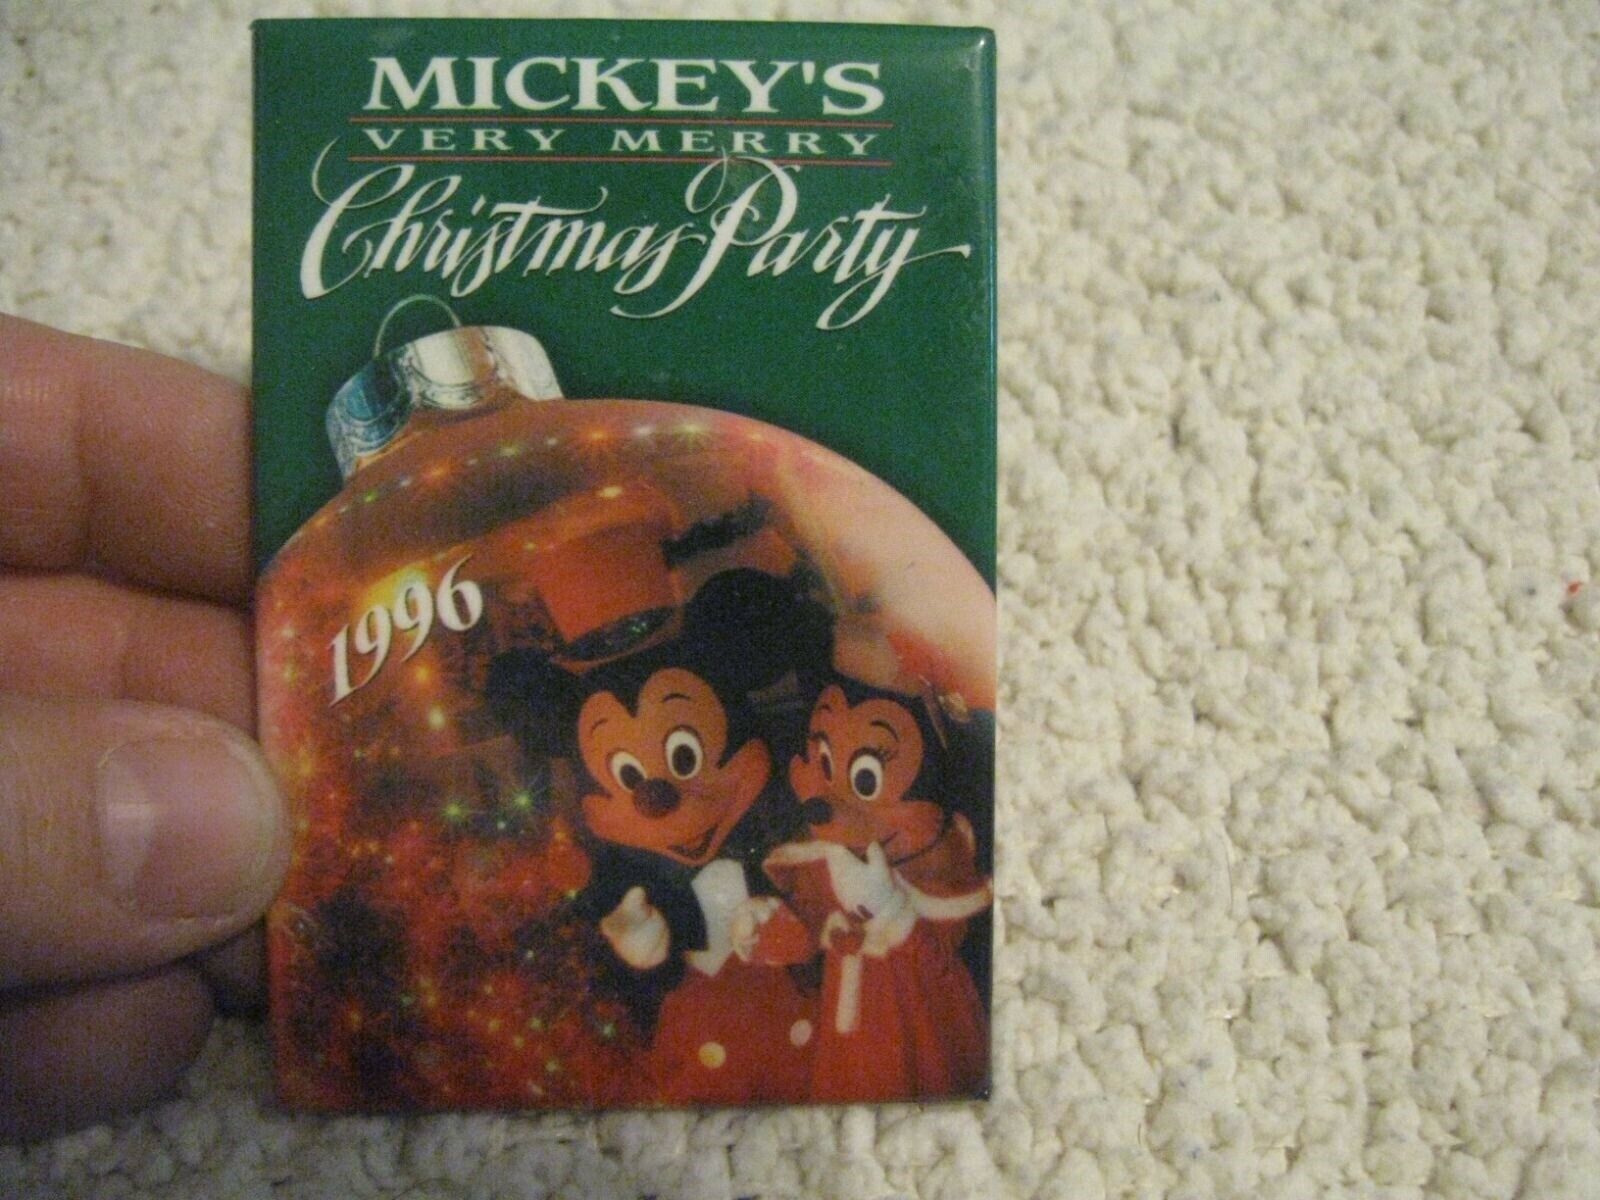 MICKEY'S
VERY MERRY
Christmas Party
1996